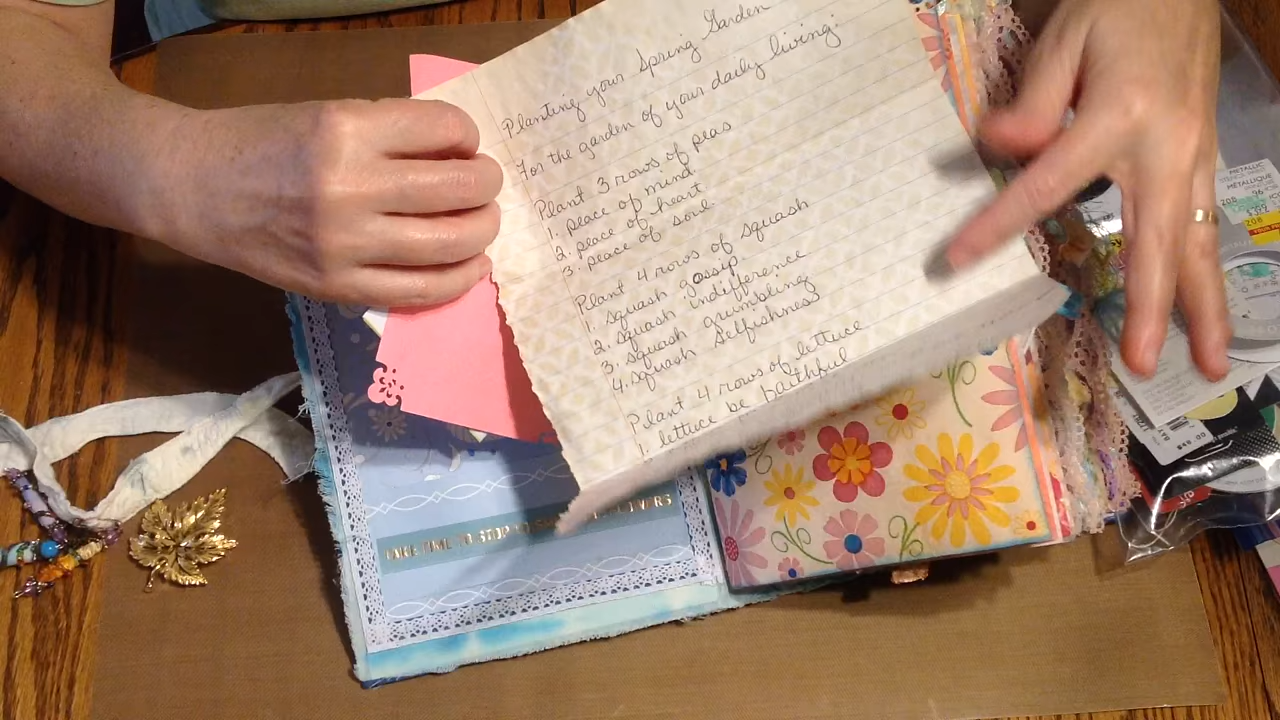 Planting your Spring Garden
For the garden of your daily living:
Plant 3 rows of peas
1. peace of mind
2. peace of heart
3. peace of soul
Plant 4 rows of squash
1. squash gossip
2. squash indifference
3. squash grumbling
4. squash selfishness
Plant 4 rows of lettuce
1. lettuce be faithful
TAKE TIME TO STOP
METALLIC
MÉTALLIQUE